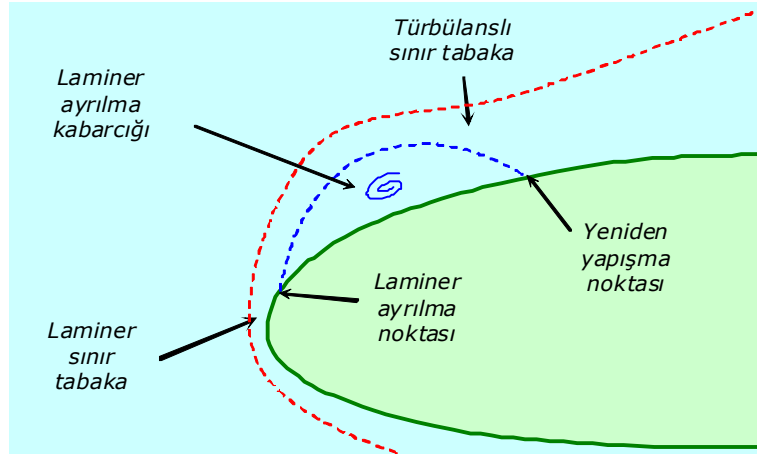 Türbülanslı
sınır tabaka
Laminer
ayrılma
kabarcığı
Yeniden
yapışma
noktası
Laminer
ayrılma
noktası
Laminer
sınır
tabaka